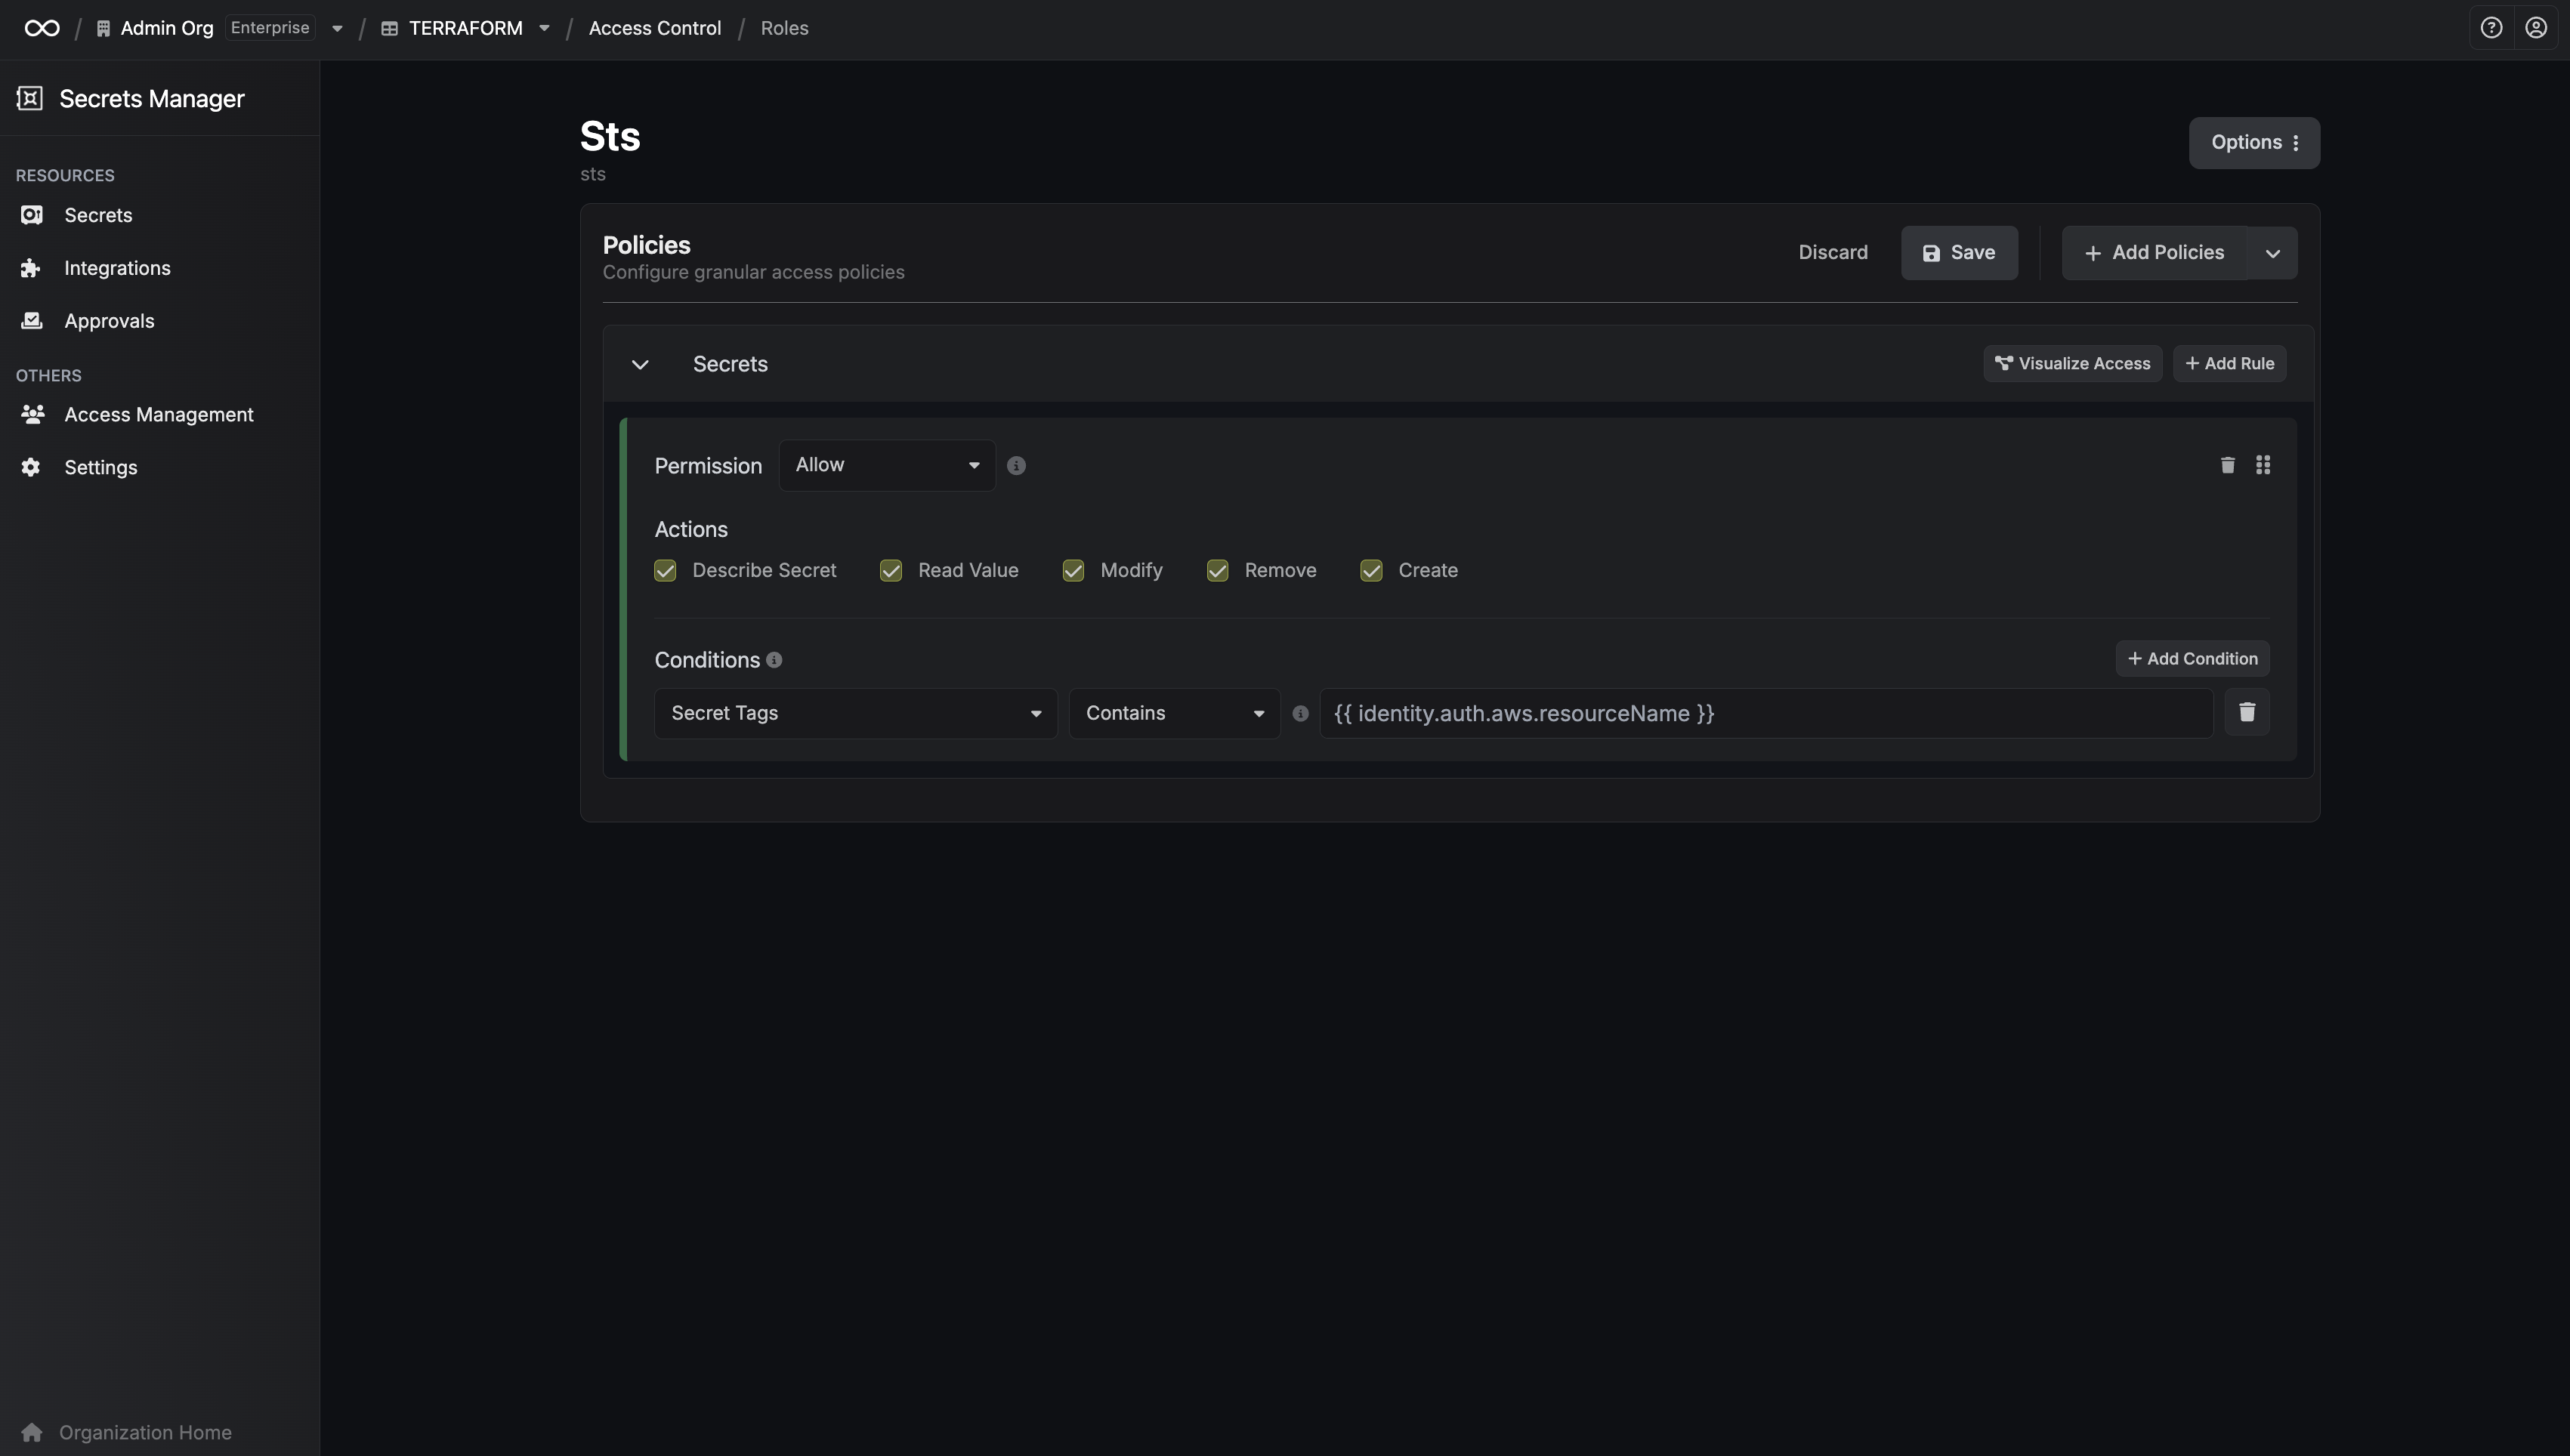 Admin Org Enterprise / TERRAFORM / Access Control / Roles
Secrets Manager
RESOURCES
Secrets
Integrations
Approvals
OTHERS
Access Management
Settings
Organization Home
Sts
sts
Options
Policies
Configure granular access policies
Discard
Save
Add Policies
Secrets
Visualize Access
Add Rule
Permission
Allow
Actions
Describe Secret
Read Value
Modify
Remove
Create
Conditions
Add Condition
Secret Tags
Contains
{{ identity.auth.aws.resourceName }}